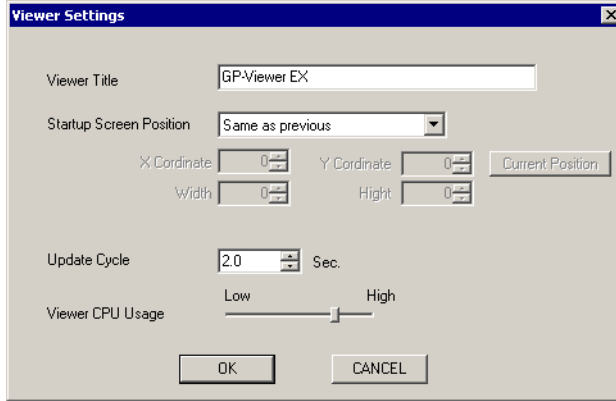 Viewer Settings
Viewer Title GP-Viewer EX
Startup Screen Position Same as previous
X Cordinate 0 Y Cordinate 0 Current Position
Width 0 Hight 0
Update Cycle 2.0 Sec.
Low High
Viewer CPU Usage
OK CANCEL